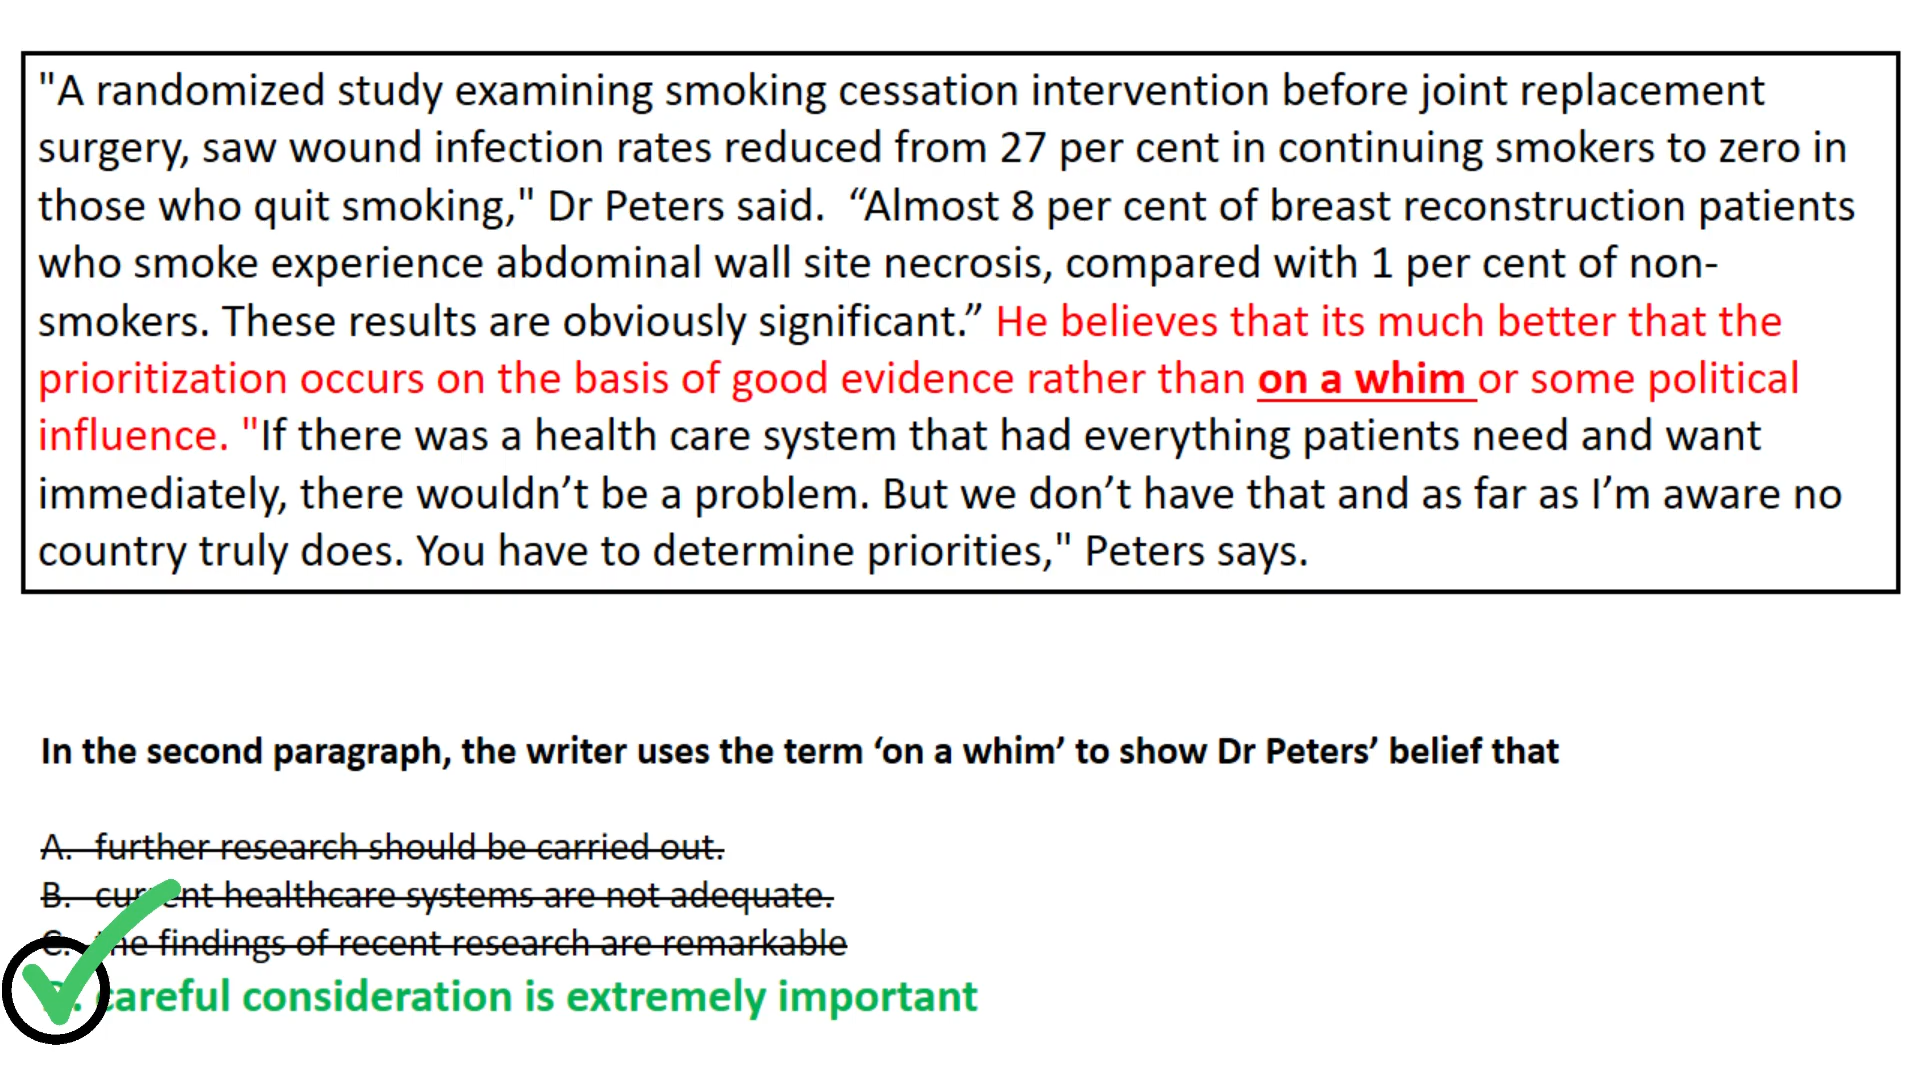 "A randomized study examining smoking cessation intervention before joint replacement
surgery, saw wound infection rates reduced from 27 per cent in continuing smokers to zero in
those who quit smoking," Dr Peters said.  “Almost 8 per cent of breast reconstruction patients
who smoke experience abdominal wall site necrosis, compared with 1 per cent of non-
smokers. These results are obviously significant.” He believes that its much better that the
prioritization occurs on the basis of good evidence rather than on a whim or some political
influence. "If there was a health care system that had everything patients need and want
immediately, there wouldn’t be a problem. But we don’t have that and as far as I’m aware no
country truly does. You have to determine priorities," Peters says.
In the second paragraph, the writer uses the term ‘on a whim’ to show Dr Peters’ belief that
A. further research should be carried out.
B. current healthcare systems are not adequate.
C. the findings of recent research are remarkable
D. careful consideration is extremely important